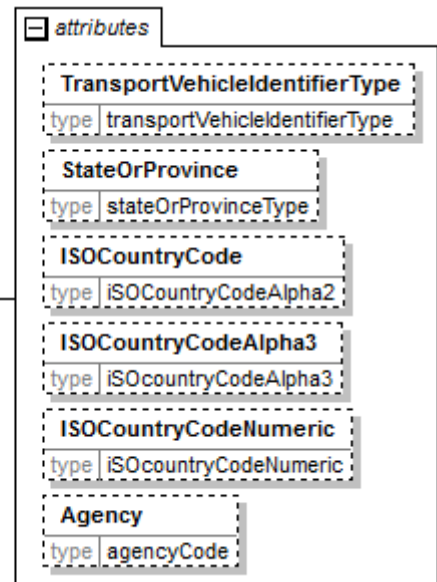 attributes
TransportVehicleIdentifierType
type transportVehicleIdentifierType
StateOrProvince
type stateOrProvinceType
ISOCountryCode
type iSOCountryCodeAlpha2
ISOCountryCodeAlpha3
type iSOcountryCodeAlpha3
ISOCountryCodeNumeric
type iSOcountryCodeNumeric
Agency
type agencyCode